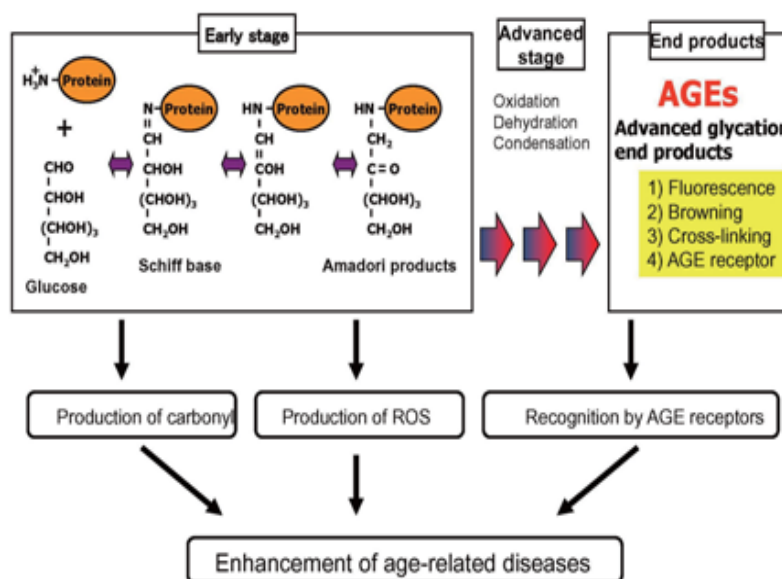 Early stage
Advanced
stage
End products
H₃N⁺
Protein
+
CHO
CHOH
(CHOH)₃
CH₂OH
Glucose
N
Protein
CH
CHOH
(CHOH)₃
CH₂OH
Schiff base
HN
Protein
CH
COH
(CHOH)₃
CH₂OH
HN
Protein
CH₂
C=O
(CHOH)₃
CH₂OH
Amadori products
Oxidation
Dehydration
Condensation
AGEs
Advanced glycation
end products
1) Fluorescence
2) Browning
3) Cross-linking
4) AGE receptor
Production of carbonyl
Production of ROS
Recognition by AGE receptors
Enhancement of age-related diseases